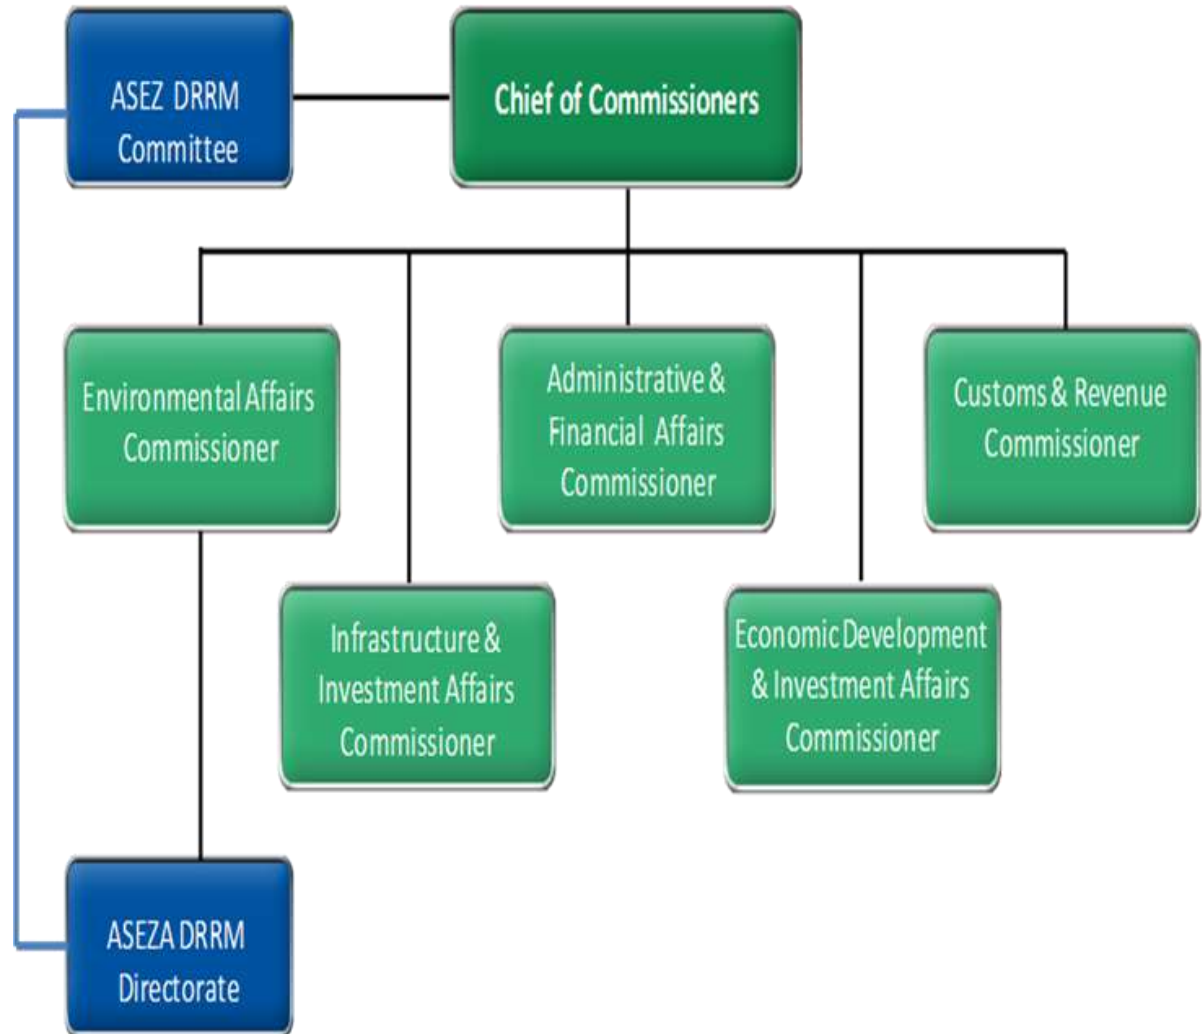 ASEZ DRRM
Committee
Chief of Commissioners
Environmental Affairs
Commissioner
Administrative &
Financial Affairs
Commissioner
Customs & Revenue
Commissioner
Infrastructure &
Investment Affairs
Commissioner
Economic Development
& Investment Affairs
Commissioner
ASEZA DRRM
Directorate